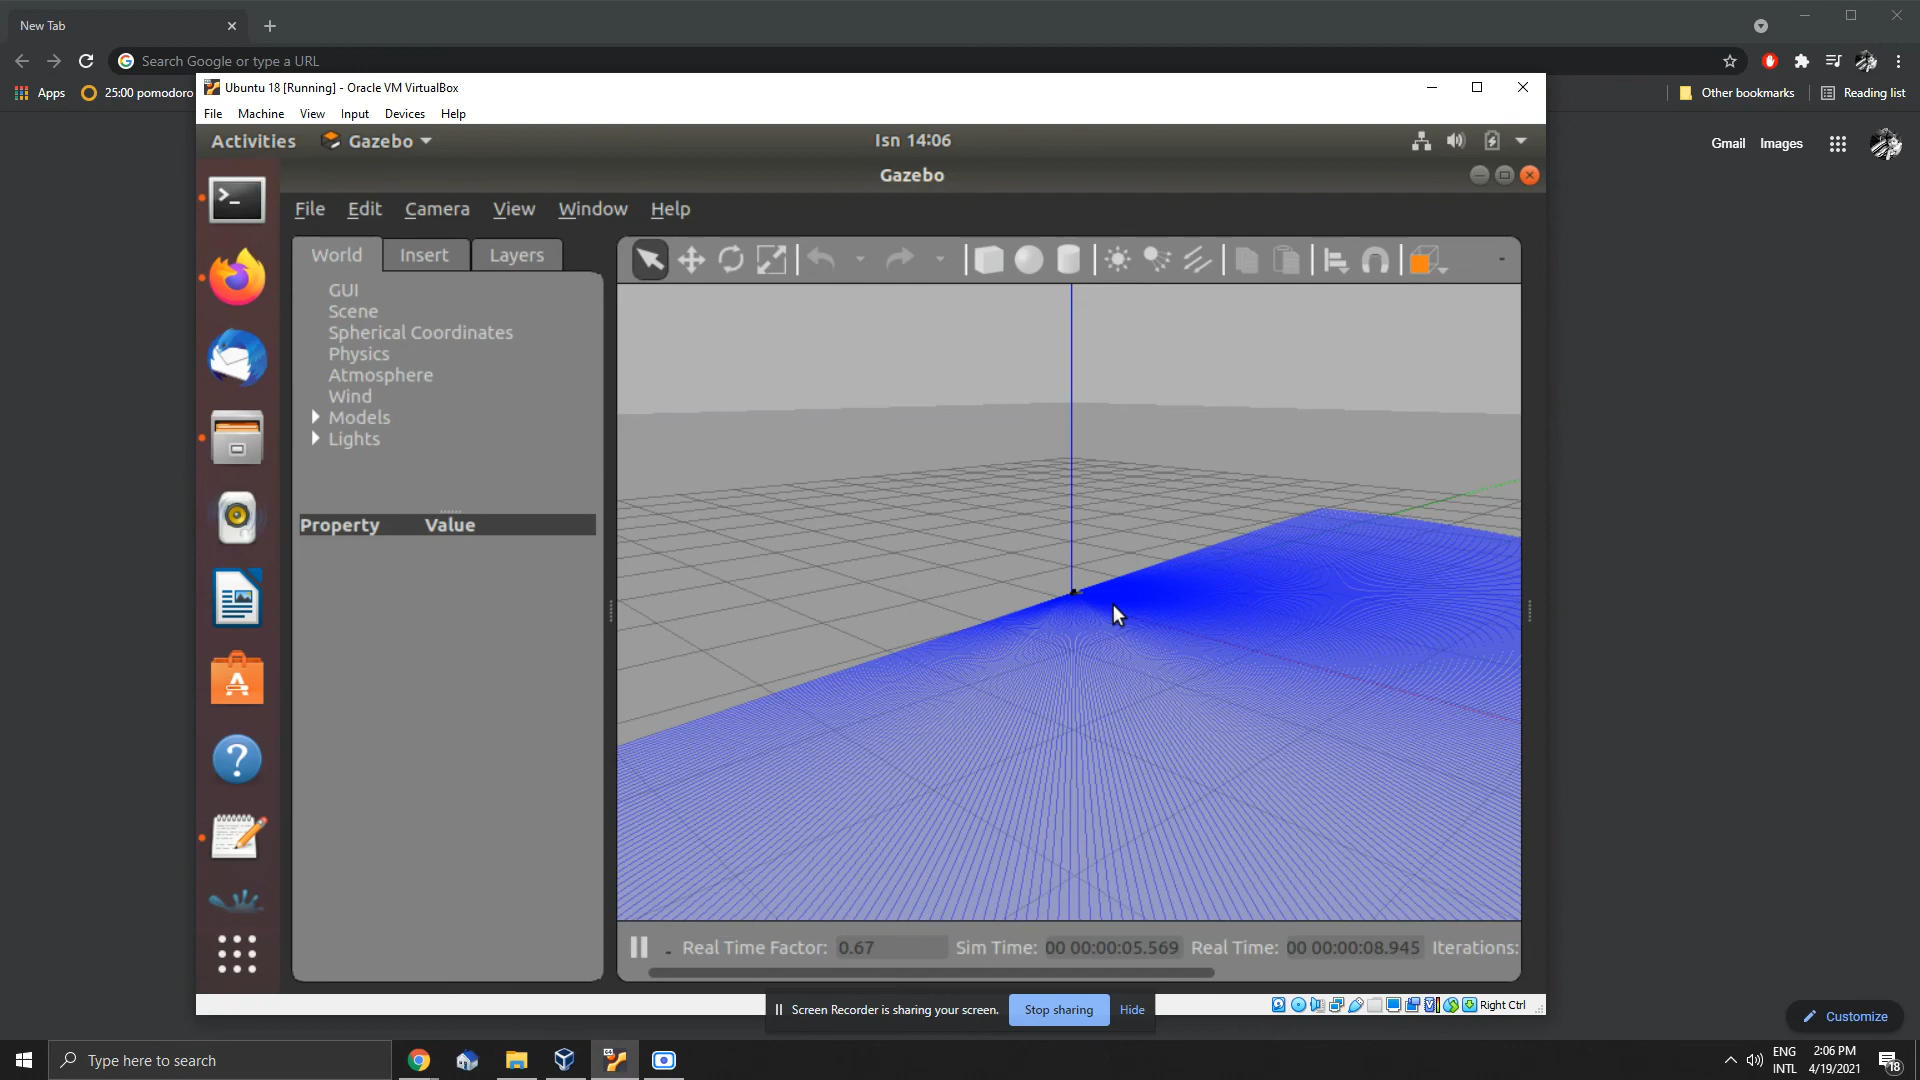 New Tab
Search Google or type a URL
Apps
25:00 pomodoro
Other bookmarks
Reading list
Ubuntu 18 [Running] - Oracle VM VirtualBox
File Machine View Input Devices Help
Activities Gazebo Isn 14:06
Gmail Images
Gazebo
File Edit Camera View Window Help
World Insert Layers
GUI
Scene
Spherical Coordinates
Physics
Atmosphere
Wind
Models
Lights
Property Value
Real Time Factor: 0.67 Sim Time: 00 00:00:05.569 Real Time: 00 00:00:08.945 Iterations:
Right Ctrl
Screen Recorder is sharing your screen. Stop sharing Hide
Customize
Type here to search
ENG
INTL
2:06 PM
4/19/2021
18